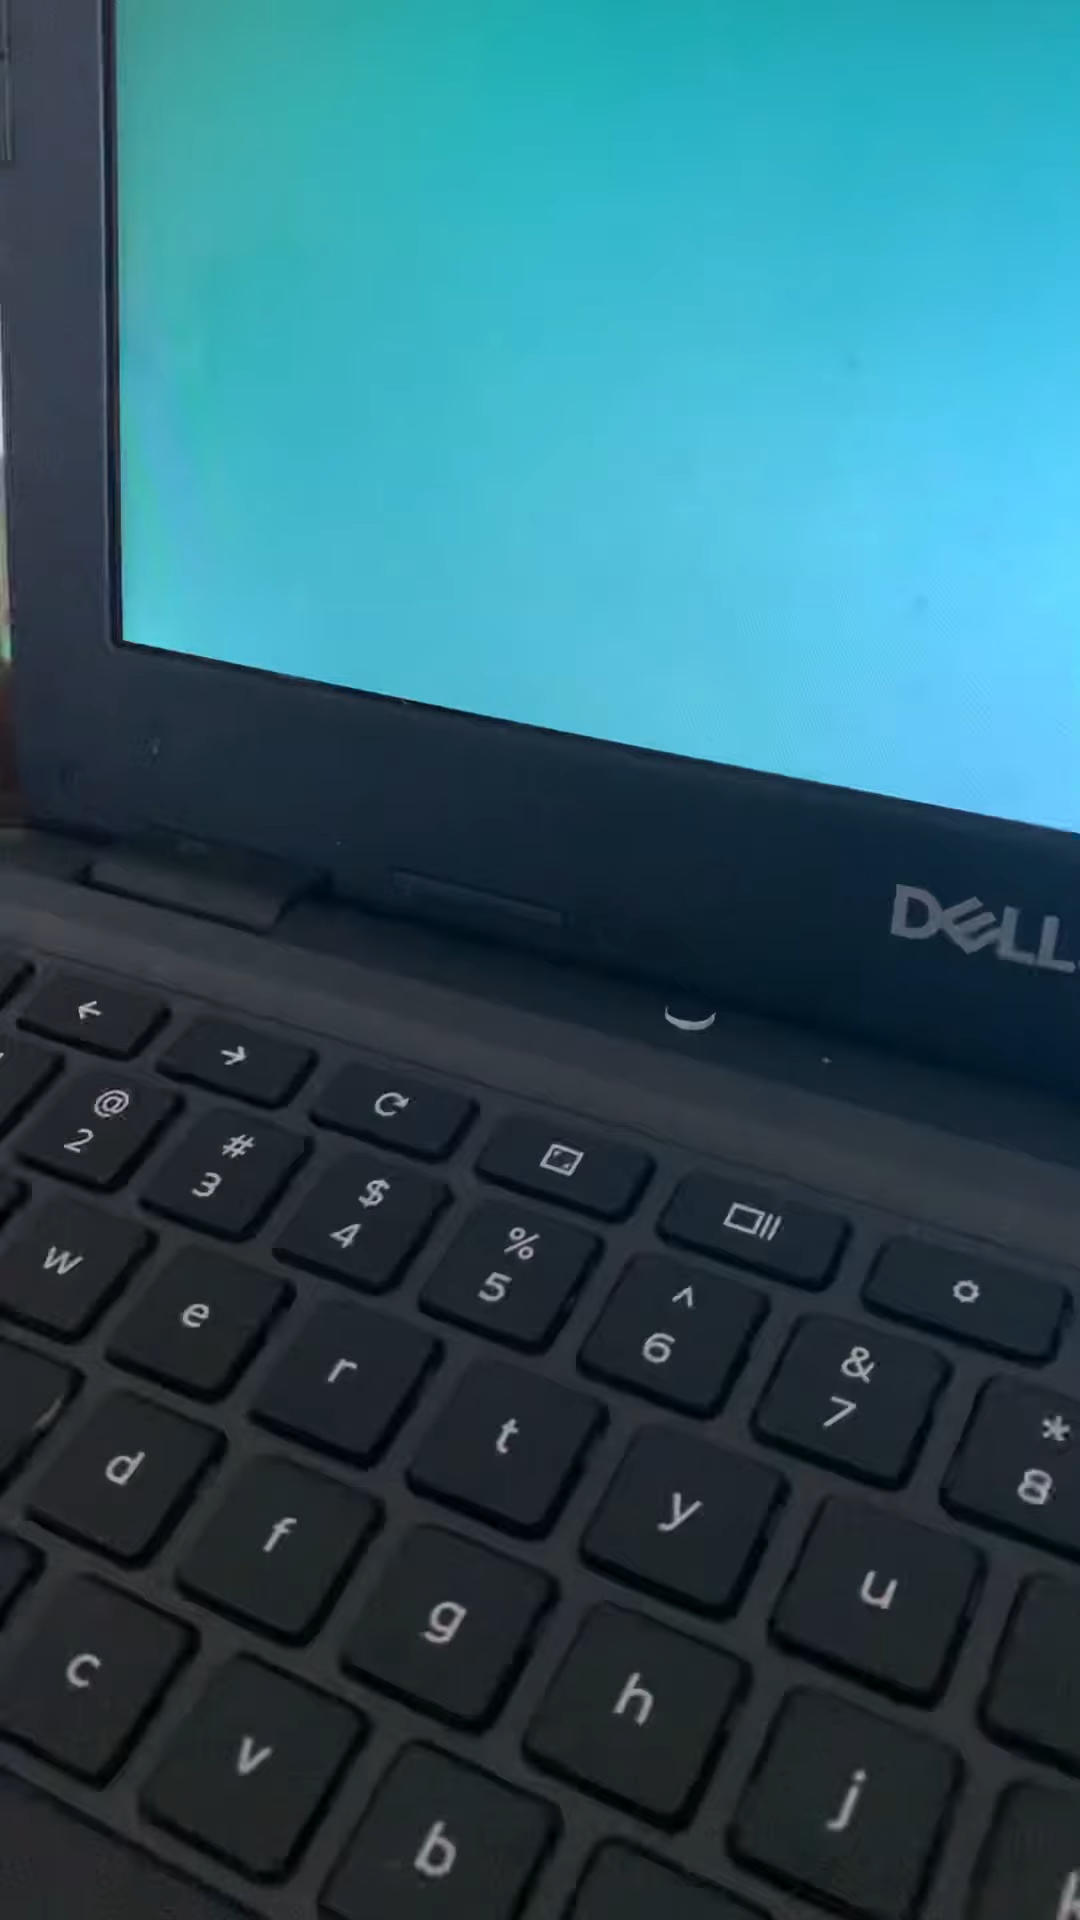 DELL
← → ⟳
@ # $ % ^ & *
2 3 4 5 6 7 8
w e r t y u
d f g h j
c v b